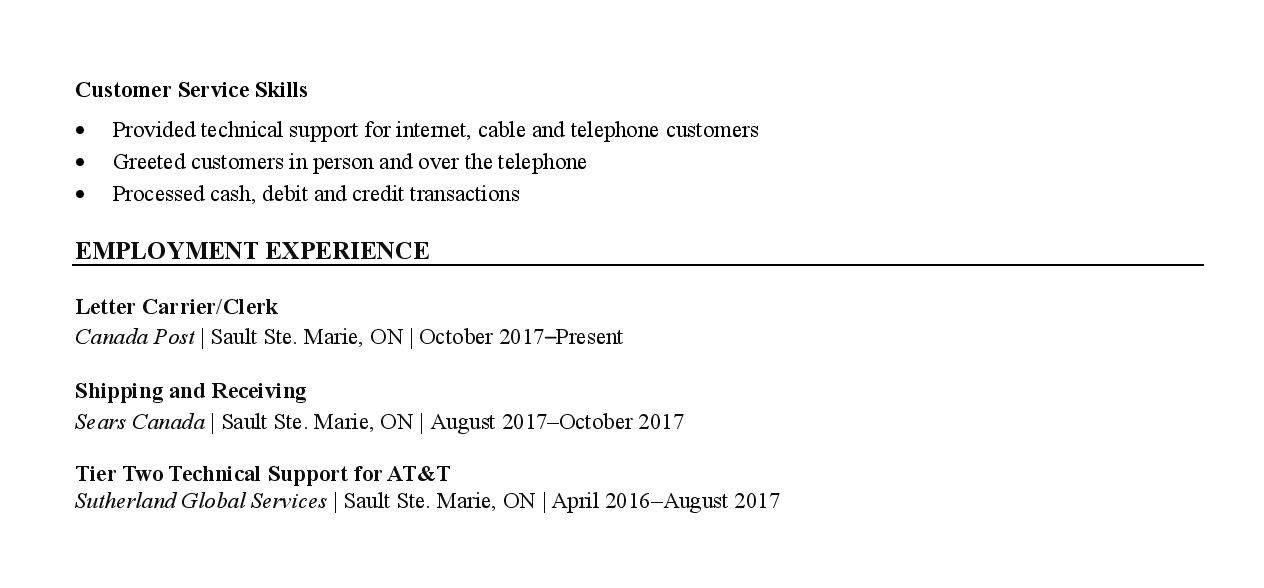 Customer Service Skills
• Provided technical support for internet, cable and telephone customers
• Greeted customers in person and over the telephone
• Processed cash, debit and credit transactions
EMPLOYMENT EXPERIENCE
Letter Carrier/Clerk
Canada Post | Sault Ste. Marie, ON | October 2017–Present
Shipping and Receiving
Sears Canada | Sault Ste. Marie, ON | August 2017–October 2017
Tier Two Technical Support for AT&T
Sutherland Global Services | Sault Ste. Marie, ON | April 2016–August 2017